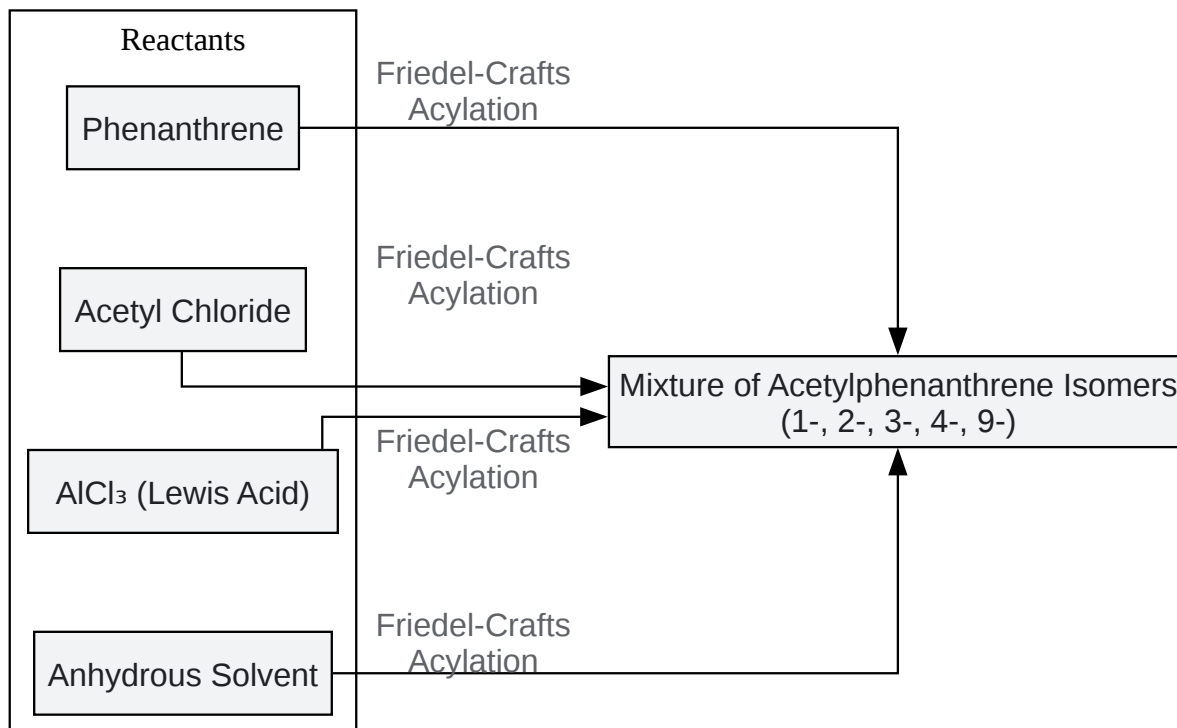 Reactants
Friedel-Crafts
Acylation
Phenanthrene
Friedel-Crafts
Acylation
Acetyl Chloride
Mixture of Acetylphenanthrene Isomers
(1-, 2-, 3-, 4-, 9-)
Friedel-Crafts
Acylation
AlCl₃ (Lewis Acid)
Friedel-Crafts
Acylation
Anhydrous Solvent